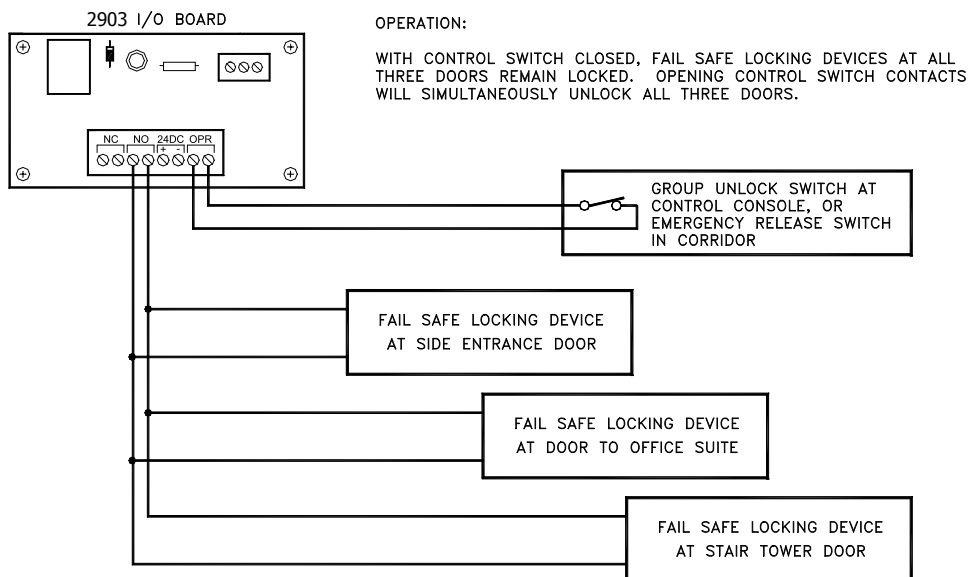 2903 I/O BOARD
OPERATION:
WITH CONTROL SWITCH CLOSED, FAIL SAFE LOCKING DEVICES AT ALL
THREE DOORS REMAIN LOCKED.  OPENING CONTROL SWITCH CONTACTS
WILL SIMULTANEOUSLY UNLOCK ALL THREE DOORS.
NC NO 24DC OPR
+ -
GROUP UNLOCK SWITCH AT
CONTROL CONSOLE, OR
EMERGENCY RELEASE SWITCH
IN CORRIDOR
FAIL SAFE LOCKING DEVICE
AT SIDE ENTRANCE DOOR
FAIL SAFE LOCKING DEVICE
AT DOOR TO OFFICE SUITE
FAIL SAFE LOCKING DEVICE
AT STAIR TOWER DOOR